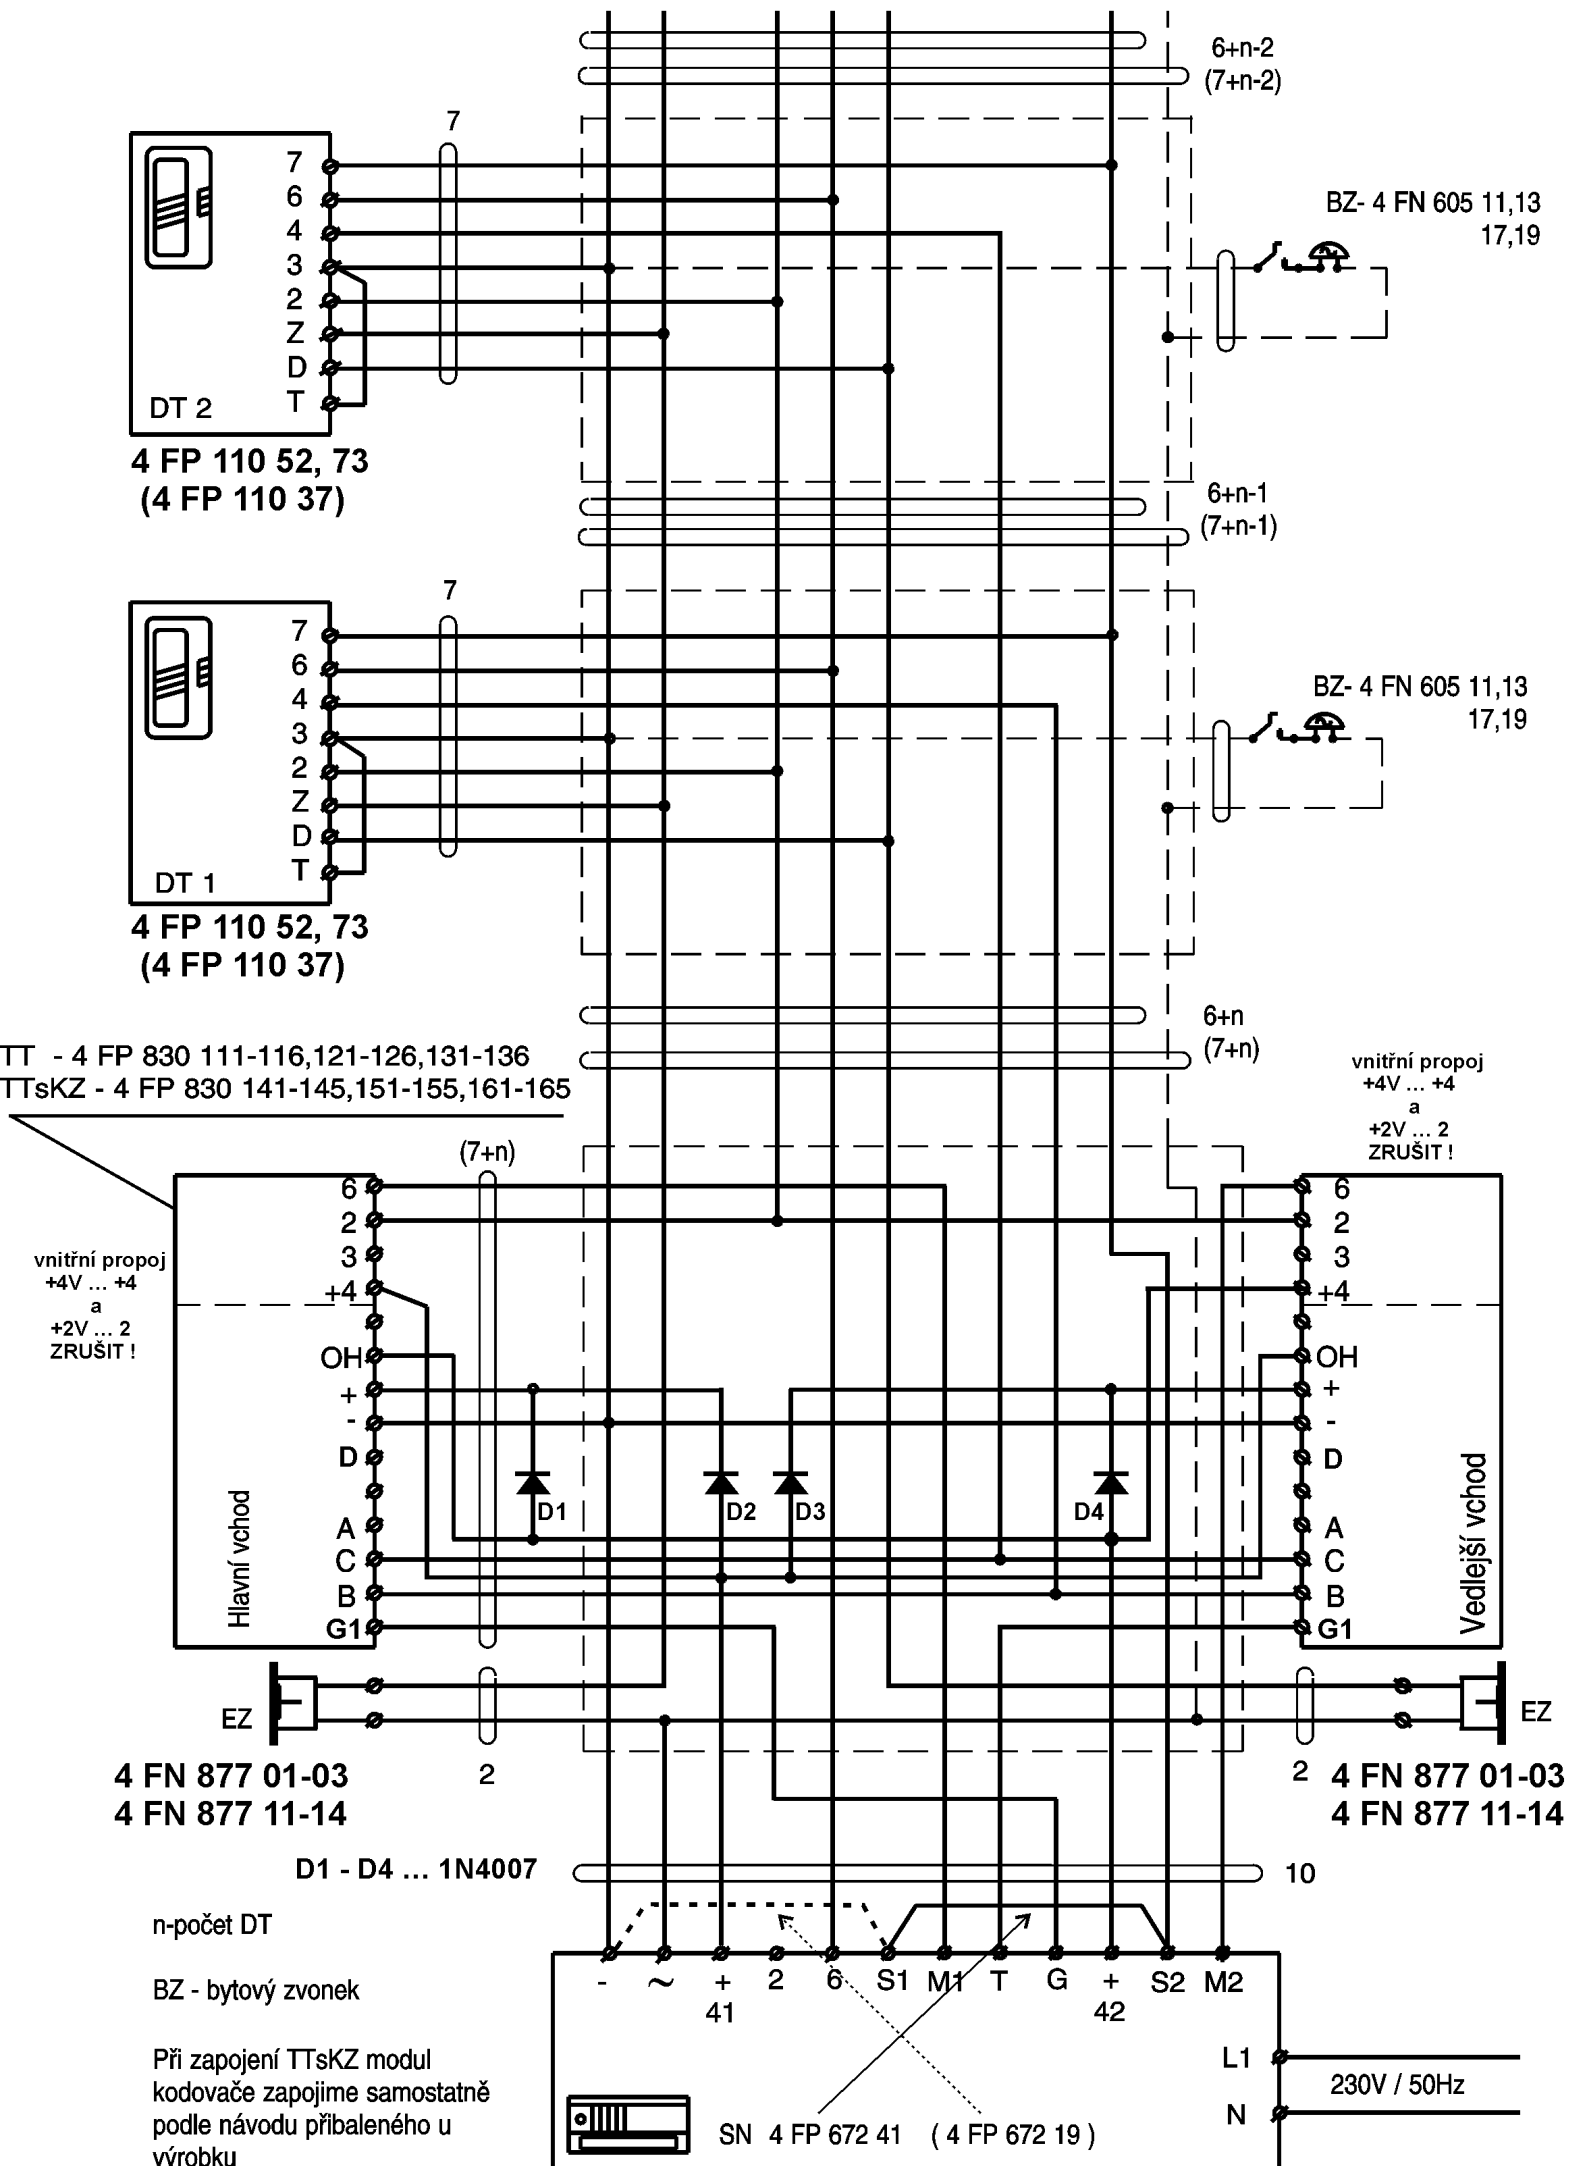 6+n-2
(7+n-2)
7
7
6
4
3
2
Z
D
T
DT 2
4 FP 110 52, 73
(4 FP 110 37)
BZ- 4 FN 605 11,13
17,19
6+n-1
(7+n-1)
7
7
6
4
3
2
Z
D
T
DT 1
4 FP 110 52, 73
(4 FP 110 37)
BZ- 4 FN 605 11,13
17,19
6+n
(7+n)
TT - 4 FP 830 111-116,121-126,131-136
TTsKZ - 4 FP 830 141-145,151-155,161-165
vnitřní propoj
+4V ... +4
a
+2V ... 2
ZRUŠIT !
(7+n)
vnitřní propoj
+4V ... +4
a
+2V ... 2
ZRUŠIT !
6
2
3
+4
OH
+
-
D
A
C
B
G1
Hlavní vchod
D1
D2
D3
D4
6
2
3
+4
OH
+
-
D
A
C
B
G1
Vedlejší vchod
EZ
EZ
2
2
4 FN 877 01-03
4 FN 877 11-14
4 FN 877 01-03
4 FN 877 11-14
D1 - D4 ... 1N4007
10
n-počet DT
BZ - bytový zvonek
Při zapojení TTsKZ modul
kodovače zapojime samostatně
podle návodu přibaleného u
výrobku
- ~ + 2 6 S1 M1 T G + S2 M2
41 42
L1
230V / 50Hz
N
SN 4 FP 672 41 ( 4 FP 672 19 )